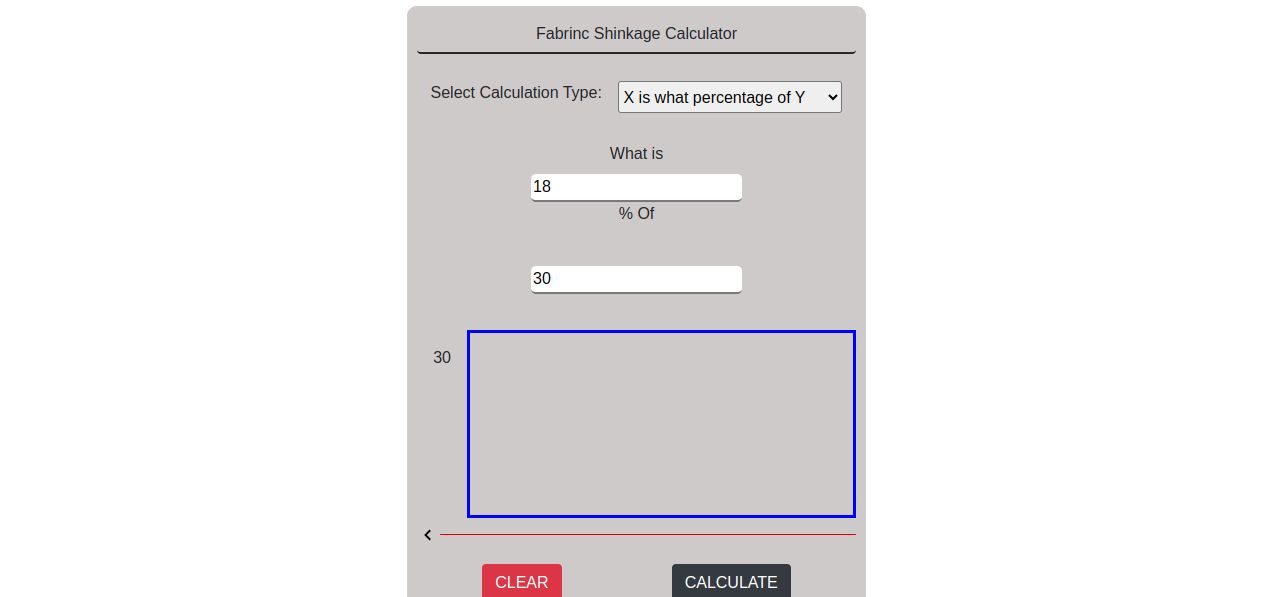 Fabrinc Shinkage Calculator
Select Calculation Type: X is what percentage of Y
What is
18
% Of
30
30
CLEAR CALCULATE